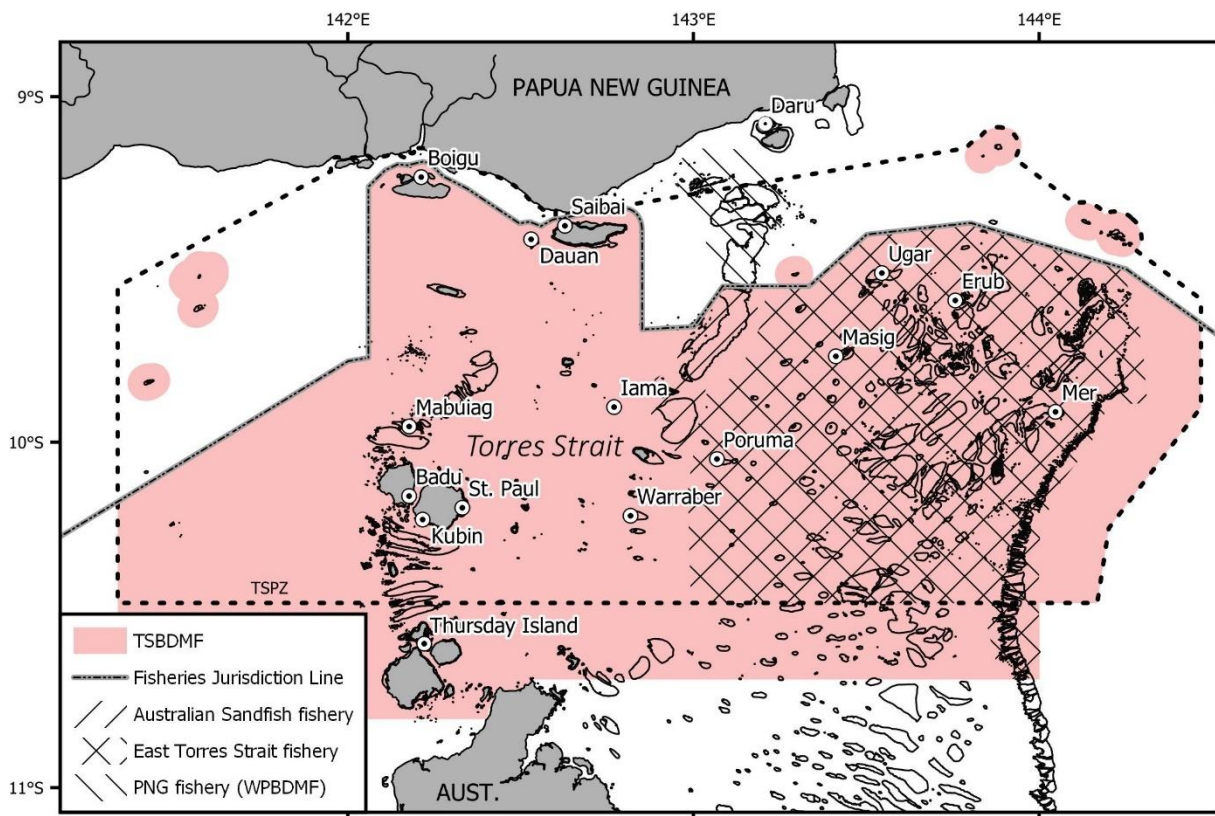 142°E 143°E 144°E
9°S
PAPUA NEW GUINEA
Daru
Boigu
Saibai
Dauan
Ugar
Erub
Masig
Iama
Mer
Mabuiag
Torres Strait
Poruma
10°S
Badu
St. Paul
Warraber
Kubin
TSPZ
Thursday Island
TSBDMF
Fisheries Jurisdiction Line
Australian Sandfish fishery
East Torres Strait fishery
PNG fishery (WPBDMF)
11°S
AUST.